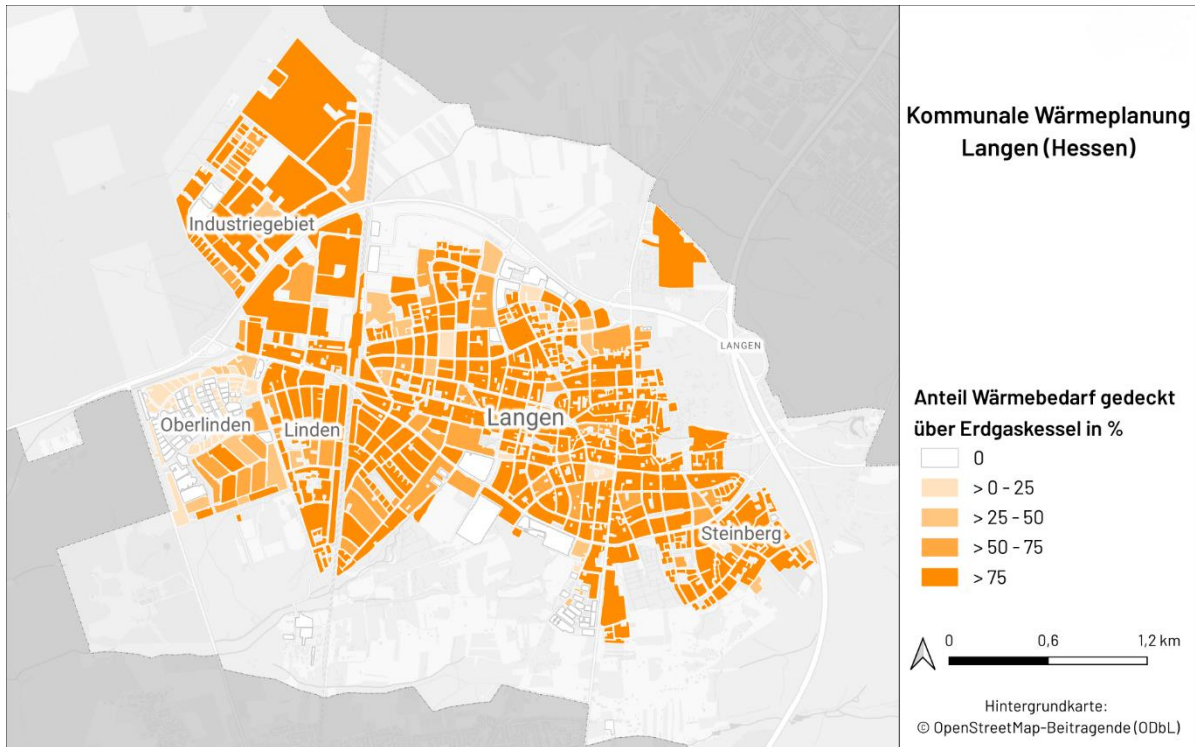 Kommunale Wärmeplanung
Langen (Hessen)
Industriegebiet
LANGEN
Oberlinden
Linden
Langen
Steinberg
Anteil Wärmebedarf gedeckt
über Erdgaskessel in %
0
> 0 - 25
> 25 - 50
> 50 - 75
> 75
0 0,6 1,2 km
Hintergrundkarte:
© OpenStreetMap-Beitragende (ODbL)